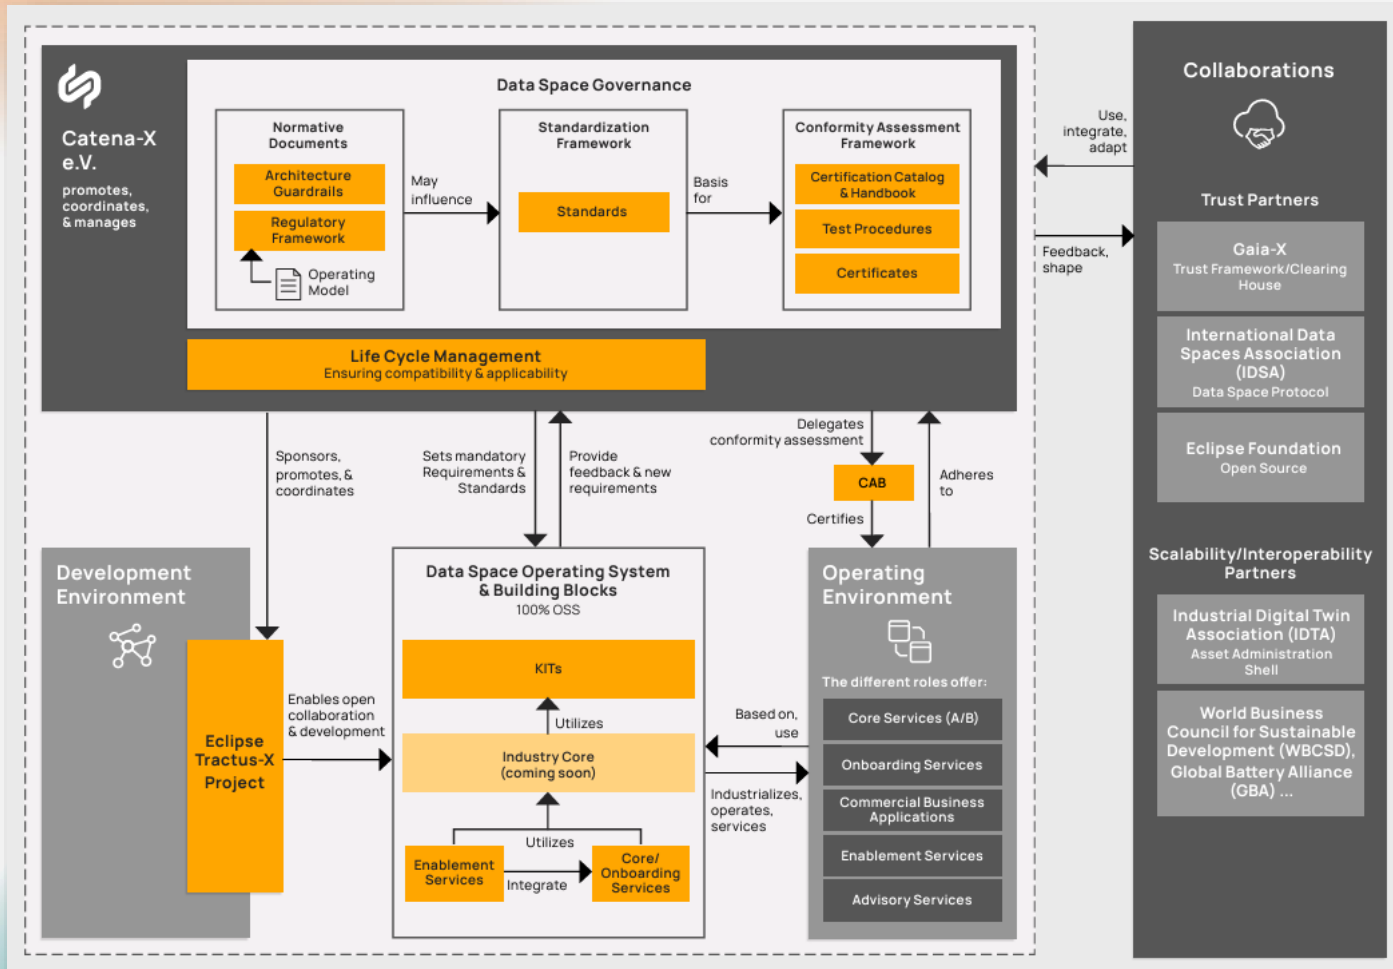 Catena-X
e.V.
promotes,
coordinates,
& manages
Data Space Governance
Normative
Documents
Architecture
Guardrails
Regulatory
Framework
Operating
Model
May
influence
Standardization
Framework
Standards
Basis
for
Conformity Assessment
Framework
Certification Catalog
& Handbook
Test Procedures
Certificates
Life Cycle Management
Ensuring compatibility & applicability
Sponsors,
promotes, &
coordinates
Sets mandatory
Requirements &
Standards
Provide
feedback & new
requirements
Delegates
conformity assessment
CAB
Certifies
Adheres
to
Development
Environment
Eclipse
Tractus-X
Project
Enables open
collaboration
& development
Data Space Operating System
& Building Blocks
100% OSS
KITs
Utilizes
Industry Core
(coming soon)
Utilizes
Enablement
Services
Integrate
Core/
Onboarding
Services
Based on,
use
Industrializes,
operates,
services
Operating
Environment
The different roles offer:
Core Services (A/B)
Onboarding Services
Commercial Business
Applications
Enablement Services
Advisory Services
Use,
integrate,
adapt
Feedback,
shape
Collaborations
Trust Partners
Gaia-X
Trust Framework/Clearing
House
International Data
Spaces Association
(IDSA)
Data Space Protocol
Eclipse Foundation
Open Source
Scalability/Interoperability
Partners
Industrial Digital Twin
Association (IDTA)
Asset Administration
Shell
World Business
Council for Sustainable
Development (WBCSD),
Global Battery Alliance
(GBA) ...